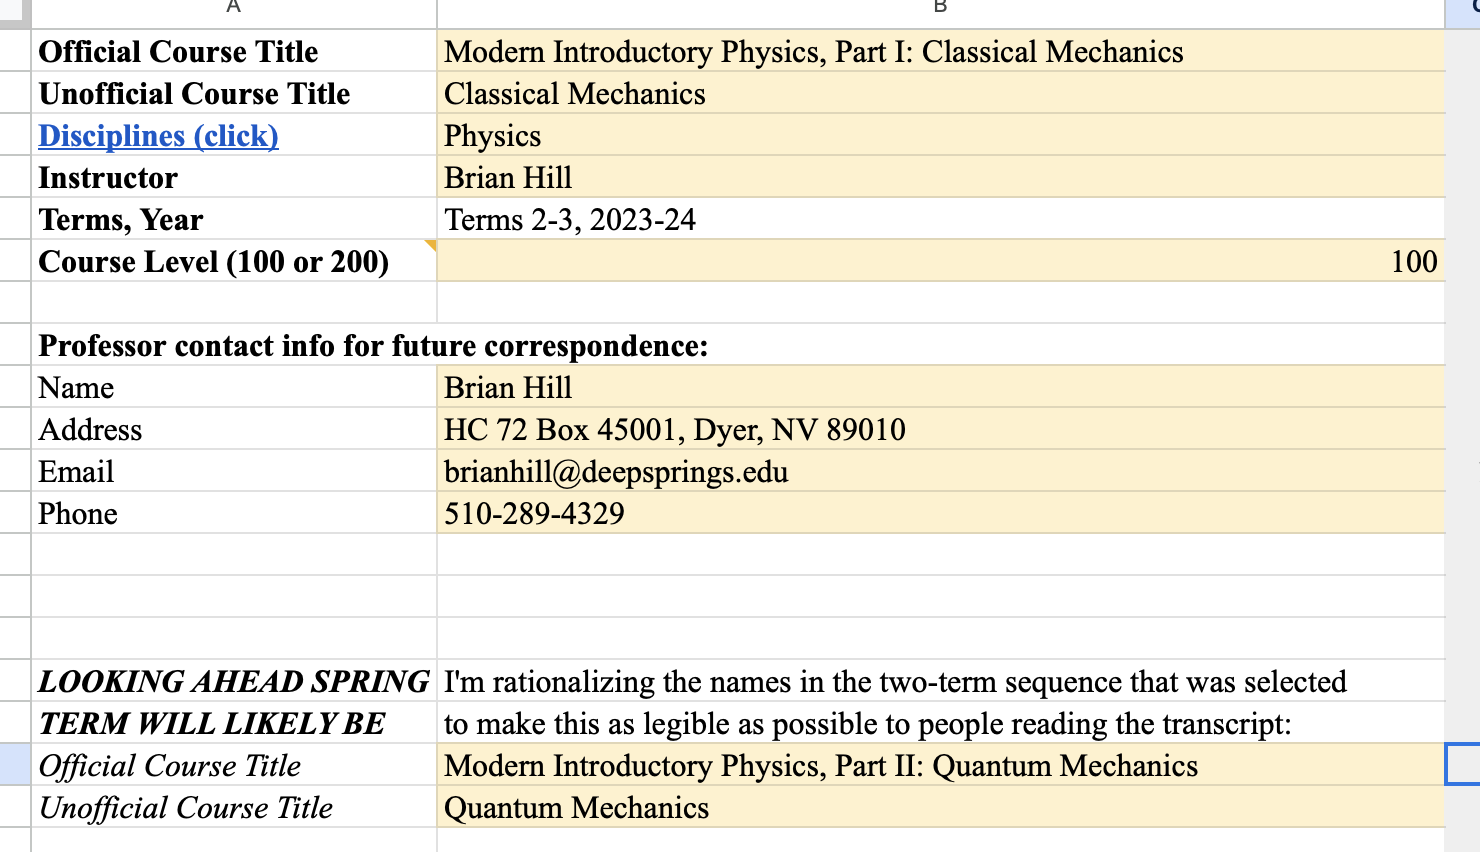 A B
Official Course Title Modern Introductory Physics, Part I: Classical Mechanics
Unofficial Course Title Classical Mechanics
Disciplines (click) Physics
Instructor Brian Hill
Terms, Year Terms 2-3, 2023-24
Course Level (100 or 200) 100
Professor contact info for future correspondence:
Name Brian Hill
Address HC 72 Box 45001, Dyer, NV 89010
Email brianhill@deepsprings.edu
Phone 510-289-4329
LOOKING AHEAD SPRING I'm rationalizing the names in the two-term sequence that was selected
TERM WILL LIKELY BE to make this as legible as possible to people reading the transcript:
Official Course Title Modern Introductory Physics, Part II: Quantum Mechanics
Unofficial Course Title Quantum Mechanics